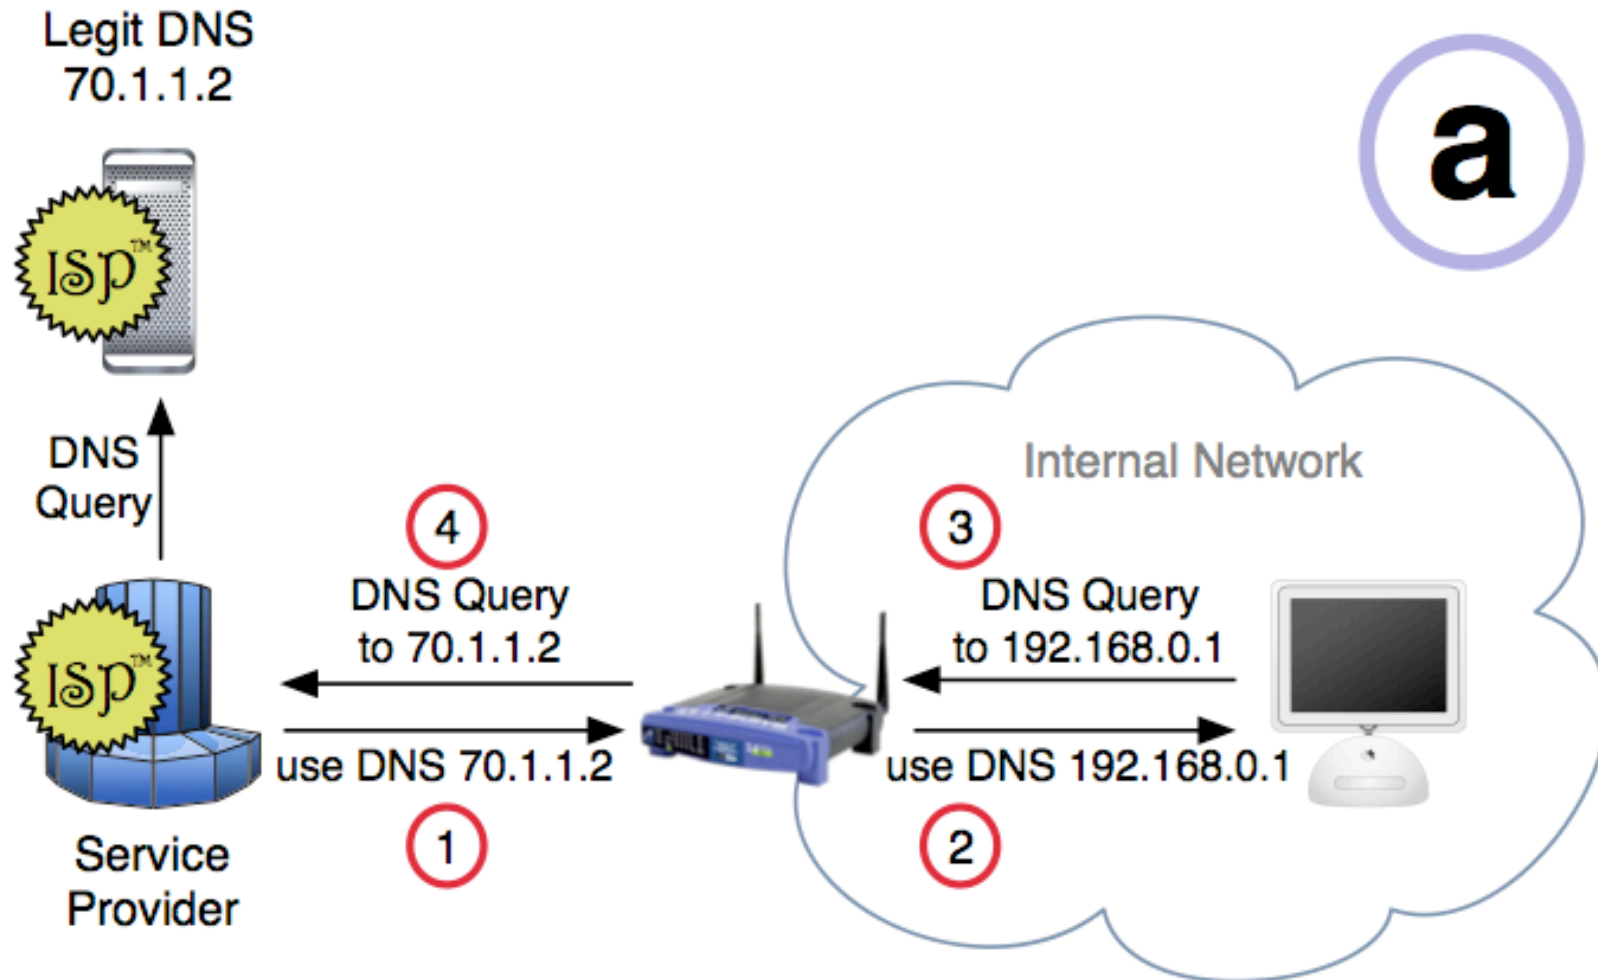 Legit DNS
70.1.1.2
a
ISP™
DNS
Query
Internal Network
4
DNS Query
to 70.1.1.2
3
DNS Query
to 192.168.0.1
ISP™
use DNS 70.1.1.2
use DNS 192.168.0.1
1
2
Service
Provider